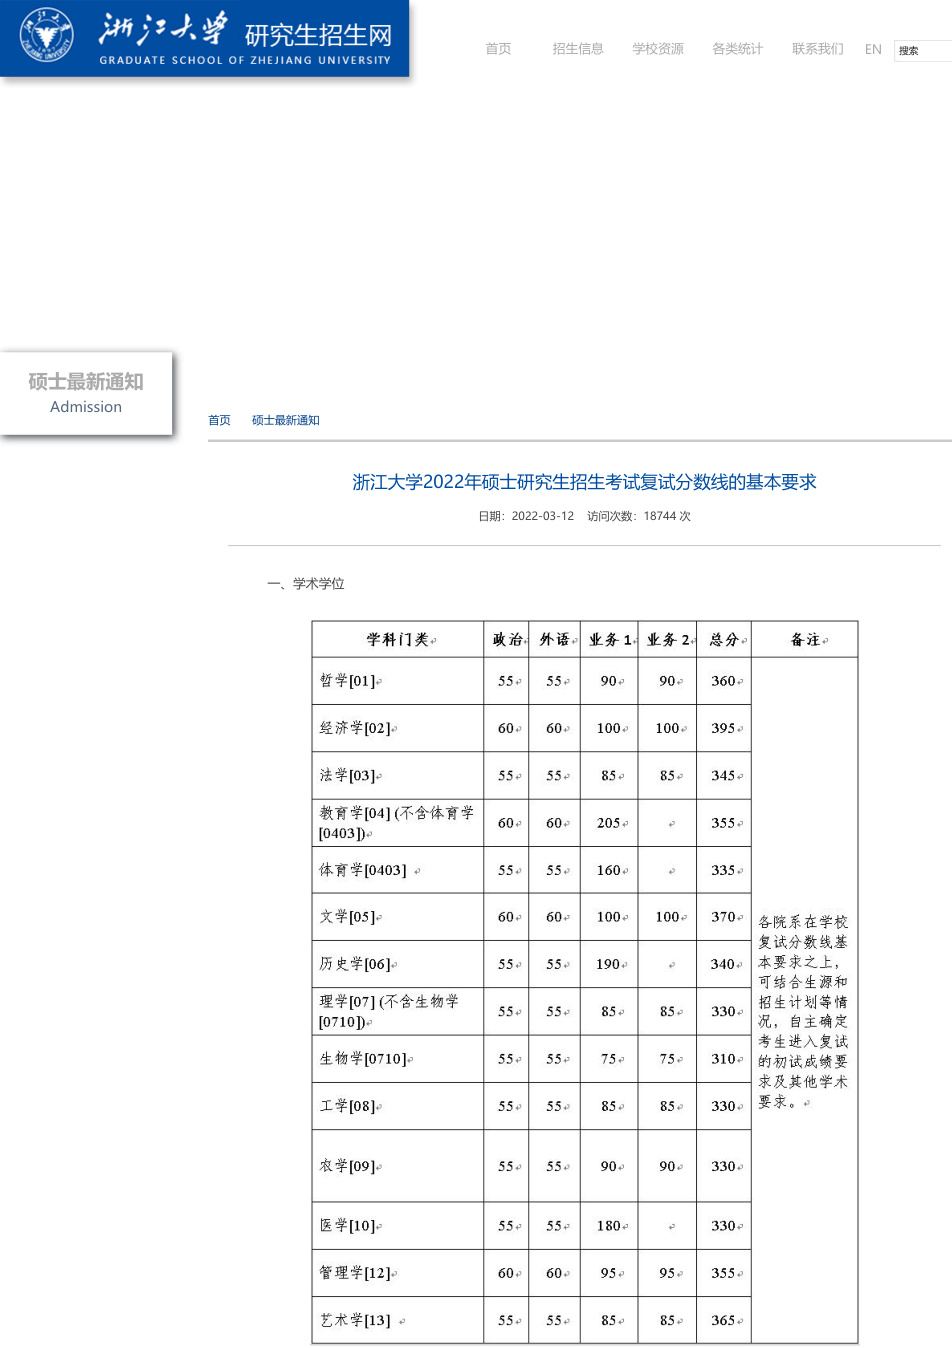 浙江大学 研究生招生网
GRADUATE SCHOOL OF ZHEJIANG UNIVERSITY
首页 招生信息 学校资源 各类统计 联系我们 EN 搜索
硕士最新通知
Admission
首页 硕士最新通知
浙江大学2022年硕士研究生招生考试复试分数线的基本要求
日期：2022-03-12 访问次数：18744 次
一、学术学位
学科门类 政治 外语 业务 1 业务 2 总分 备注
哲学[01] 55 55 90 90 360
经济学[02] 60 60 100 100 395
法学[03] 55 55 85 85 345
教育学[04] (不含体育学
[0403]) 60 60 205 355
体育学[0403] 55 55 160 335
文学[05] 60 60 100 100 370
历史学[06] 55 55 190 340
理学[07] (不含生物学
[0710]) 55 55 85 85 330
生物学[0710] 55 55 75 75 310
工学[08] 55 55 85 85 330
农学[09] 55 55 90 90 330
医学[10] 55 55 180 330
管理学[12] 60 60 95 95 355
艺术学[13] 55 55 85 85 365
各院系在学校
复试分数线基
本要求之上，
可结合生源和
招生计划等情
况，自主确定
考生进入复试
的初试成绩要
求及其他学术
要求。